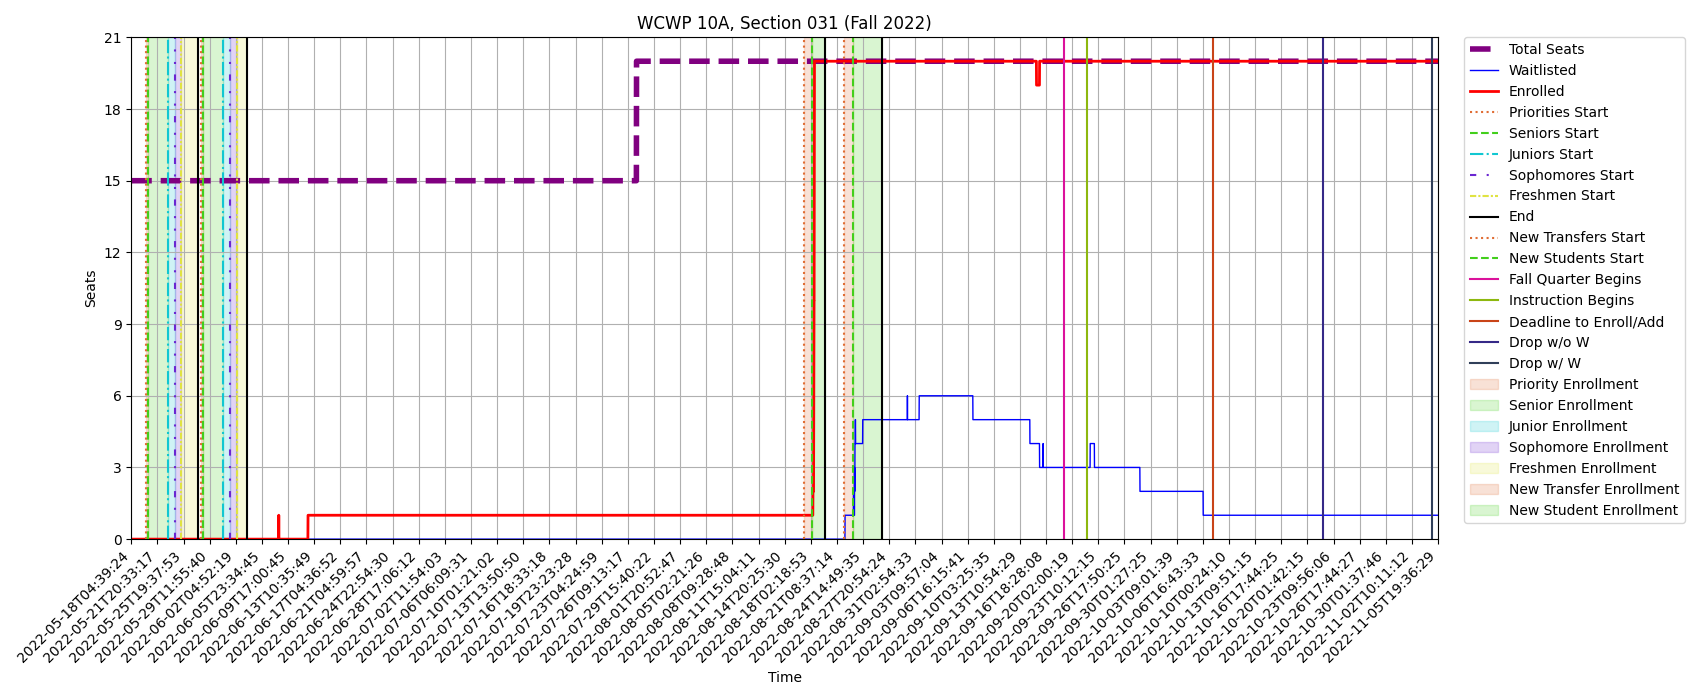 WCWP 10A, Section 031 (Fall 2022)
Seats
21
18
15
12
9
6
3
0
2022-05-18T04:39:24
2022-05-21T20:33:17
2022-05-25T19:37:53
2022-05-29T11:55:40
2022-06-02T04:52:19
2022-06-05T23:34:45
2022-06-09T17:00:45
2022-06-13T10:35:49
2022-06-17T04:36:52
2022-06-21T04:59:57
2022-06-24T22:54:30
2022-06-28T17:06:12
2022-07-02T11:54:03
2022-07-06T06:09:31
2022-07-10T01:21:02
2022-07-13T13:50:50
2022-07-16T18:33:18
2022-07-19T23:23:28
2022-07-23T04:24:59
2022-07-26T09:13:17
2022-07-29T15:40:22
2022-08-01T20:52:47
2022-08-05T02:21:26
2022-08-08T09:28:48
2022-08-11T15:04:11
2022-08-14T20:25:30
2022-08-18T02:18:53
2022-08-21T08:37:14
2022-08-24T14:49:35
2022-08-27T20:54:24
2022-08-31T02:54:33
2022-09-03T09:57:04
2022-09-06T16:15:41
2022-09-10T03:25:35
2022-09-13T10:54:29
2022-09-16T18:28:08
2022-09-20T02:00:19
2022-09-23T10:12:15
2022-09-26T17:50:25
2022-09-30T01:27:25
2022-10-03T09:01:39
2022-10-06T16:43:33
2022-10-10T00:24:10
2022-10-13T09:51:15
2022-10-16T17:44:25
2022-10-20T01:42:15
2022-10-23T09:56:06
2022-10-26T17:44:27
2022-10-30T01:37:46
2022-11-02T10:11:12
2022-11-05T19:36:29
Time
Total Seats
Waitlisted
Enrolled
Priorities Start
Seniors Start
Juniors Start
Sophomores Start
Freshmen Start
End
New Transfers Start
New Students Start
Fall Quarter Begins
Instruction Begins
Deadline to Enroll/Add
Drop w/o W
Drop w/ W
Priority Enrollment
Senior Enrollment
Junior Enrollment
Sophomore Enrollment
Freshmen Enrollment
New Transfer Enrollment
New Student Enrollment